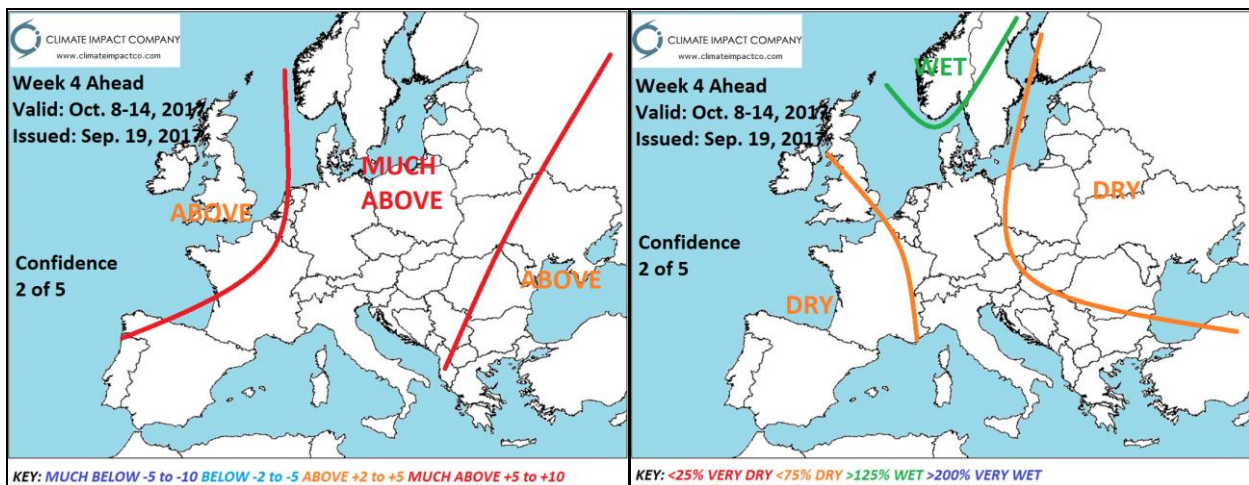 CLIMATE IMPACT COMPANY
www.climateimpactco.com
Week 4 Ahead
Valid: Oct. 8-14, 2017
Issued: Sep. 19, 2017
MUCH
ABOVE
ABOVE
Confidence
2 of 5
ABOVE
KEY: MUCH BELOW -5 to -10 BELOW -2 to -5 ABOVE +2 to +5 MUCH ABOVE +5 to +10
CLIMATE IMPACT COMPANY
www.climateimpactco.com
WET
Week 4 Ahead
Valid: Oct. 8-14, 2017
Issued: Sep. 19, 2017
DRY
Confidence
2 of 5
DRY
KEY: <25% VERY DRY <75% DRY >125% WET >200% VERY WET